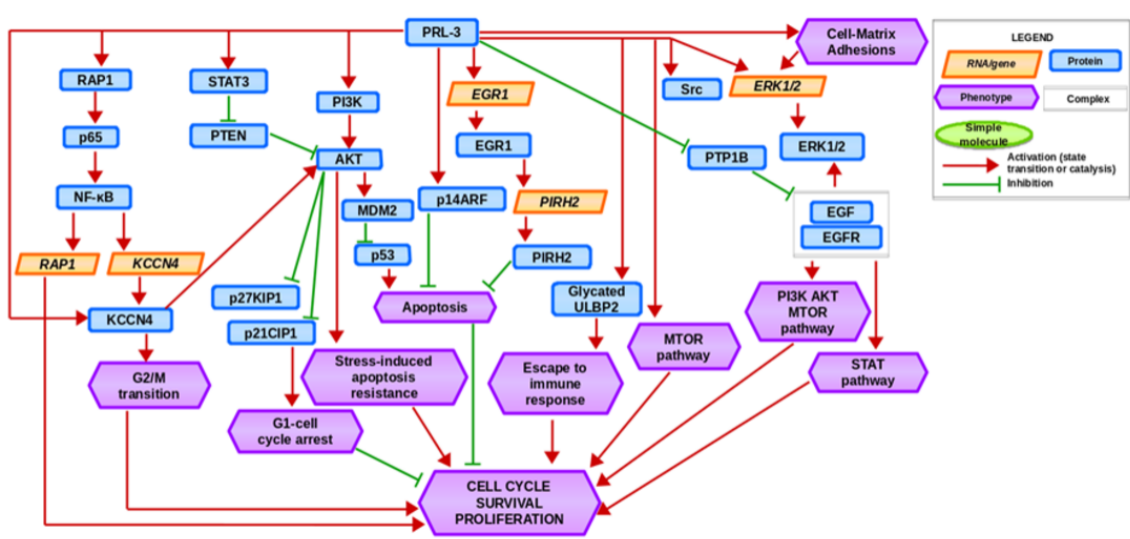 PRL-3
Cell-Matrix
Adhesions
LEGEND
RNA/gene
Protein
Phenotype
Complex
Simple
molecule
Activation (state
transition or catalysis)
Inhibition
RAP1
STAT3
PI3K
EGR1
Src
ERK1/2
p65
PTEN
AKT
EGR1
PTP1B
ERK1/2
NF-κB
MDM2
p14ARF
PIRH2
EGF
EGFR
RAP1
KCCN4
p53
PIRH2
p27KIP1
Apoptosis
Glycated
ULBP2
PI3K AKT
MTOR
pathway
KCCN4
p21CIP1
MTOR
pathway
G2/M
transition
Stress-induced
apoptosis
resistance
Escape to
immune
response
STAT
pathway
G1-cell
cycle arrest
CELL CYCLE
SURVIVAL
PROLIFERATION